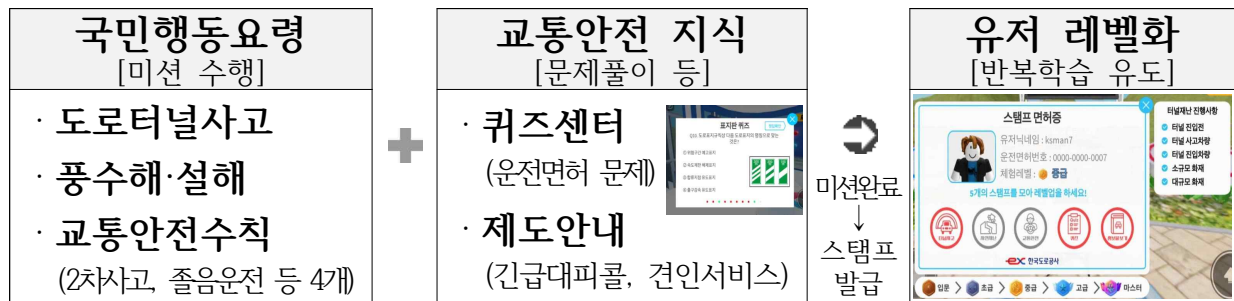 국민행동요령
[미션 수행]
· 도로터널사고
· 풍수해·설해
· 교통안전수칙
(2차사고, 졸음운전 등 4개)
교통안전 지식
[문제풀이 등]
· 퀴즈센터
(운전면허 문제)
표지판 퀴즈
· 제도안내
(긴급대피콜, 견인서비스)
미션완료
↓
스탬프
발급
유저 레벨화
[반복학습 유도]
스탬프 면허증
유저닉네임 : ksman7
운전면허번호 : 0000-0000-0007
체험레벨 : 중급
5개의 스탬프를 모아 레벨업을 하세요!
ex 한국도로공사
입문 > 초급 > 중급 > 고급 > 마스터
터널재난 진행사항
터널 진입전
터널 사고차량
터널 진입차량
소규모 화재
대규모 화재